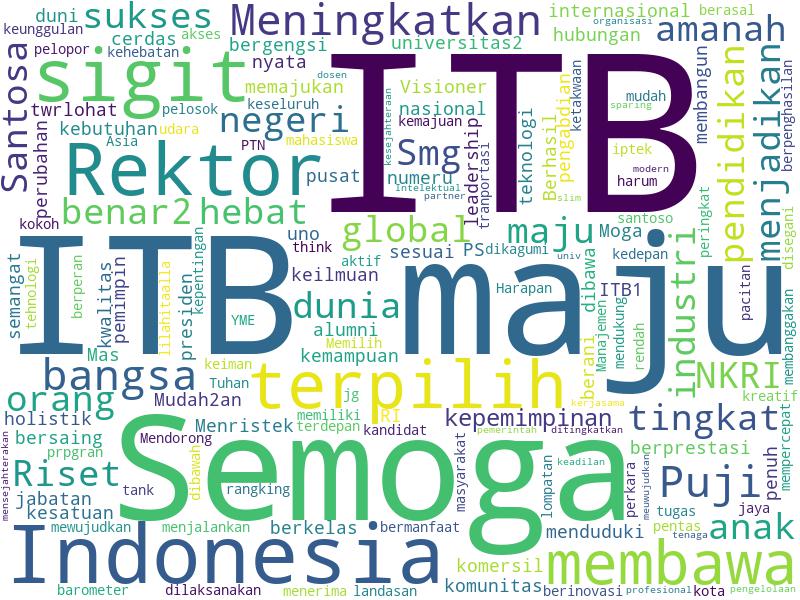 keunggulan
duni
sukses
Meningkatkan
internasional
organisasi
berasal
pelopor
cerdas
akses
kehebatan
bergengsi
universitas2
hubungan
amanah
Santosa
sigit
nyata
dosen
memajukan
keseluruh
Visioner
nasional
kemajuan
ITB
ketakwaan
mudah
sparing
membangun
pendidikan
menjadikan
berpenghasilan
twrlohat
pelosok
kebutuhan
udara
negeri
PTN
mahasiswa
kesejahteraan
Asia
perubahan
Rektor
pusat
Smg
numeru
Intelektual
partner
leadership
tranportasi
teknologi
Berhasil
pengabdian
iptek
modern
harum
slim
kokoh
benar2
hebat
uno
think
global
sesuai
PS
dikagumi
maju
univ
santoso
Moga
kedepan
peringkat
disegani
semangat
tehnologi
ITB
berperan
kwalitas
pemimpin
lilahitaalla
presiden
kepentingan
YME
aktif
keilmuan
maju
Harapan
dibawa
ITB1
industri
pacitan
membanggakan
Mas
dunia
alumni
Memilih
kemampuan
berani
Manajemen
mendukung
rendah
NKRI
kreatif
bangsa
keiman
Tuhan
terpilih
jg
RI
kerjasama
orang
Mudah2an
memiliki
terdepan
kandidat
kepemimpinan
pemerintah
ditingkatkan
tingkat
mempercepat
holistik
bersaing
prpgran
Mendorong
Menristek
Semoga
keadilan
berprestasi
mensejahterakan
Riset
tank
dibawah
rangking
masyarakat
lompatan
perkara
meuwujudkan
Puji
penuh
jabatan
kesatuan
tugas
jaya
mewujudkan
menjalankan
berkelas
bermanfaat
menduduki
pentas
tenaga
anak
Indonesia
komersil
membawa
barometer
dilaksanakan
menerima
landasan
komunitas
berinovasi
profesional
kota
pengelolaan